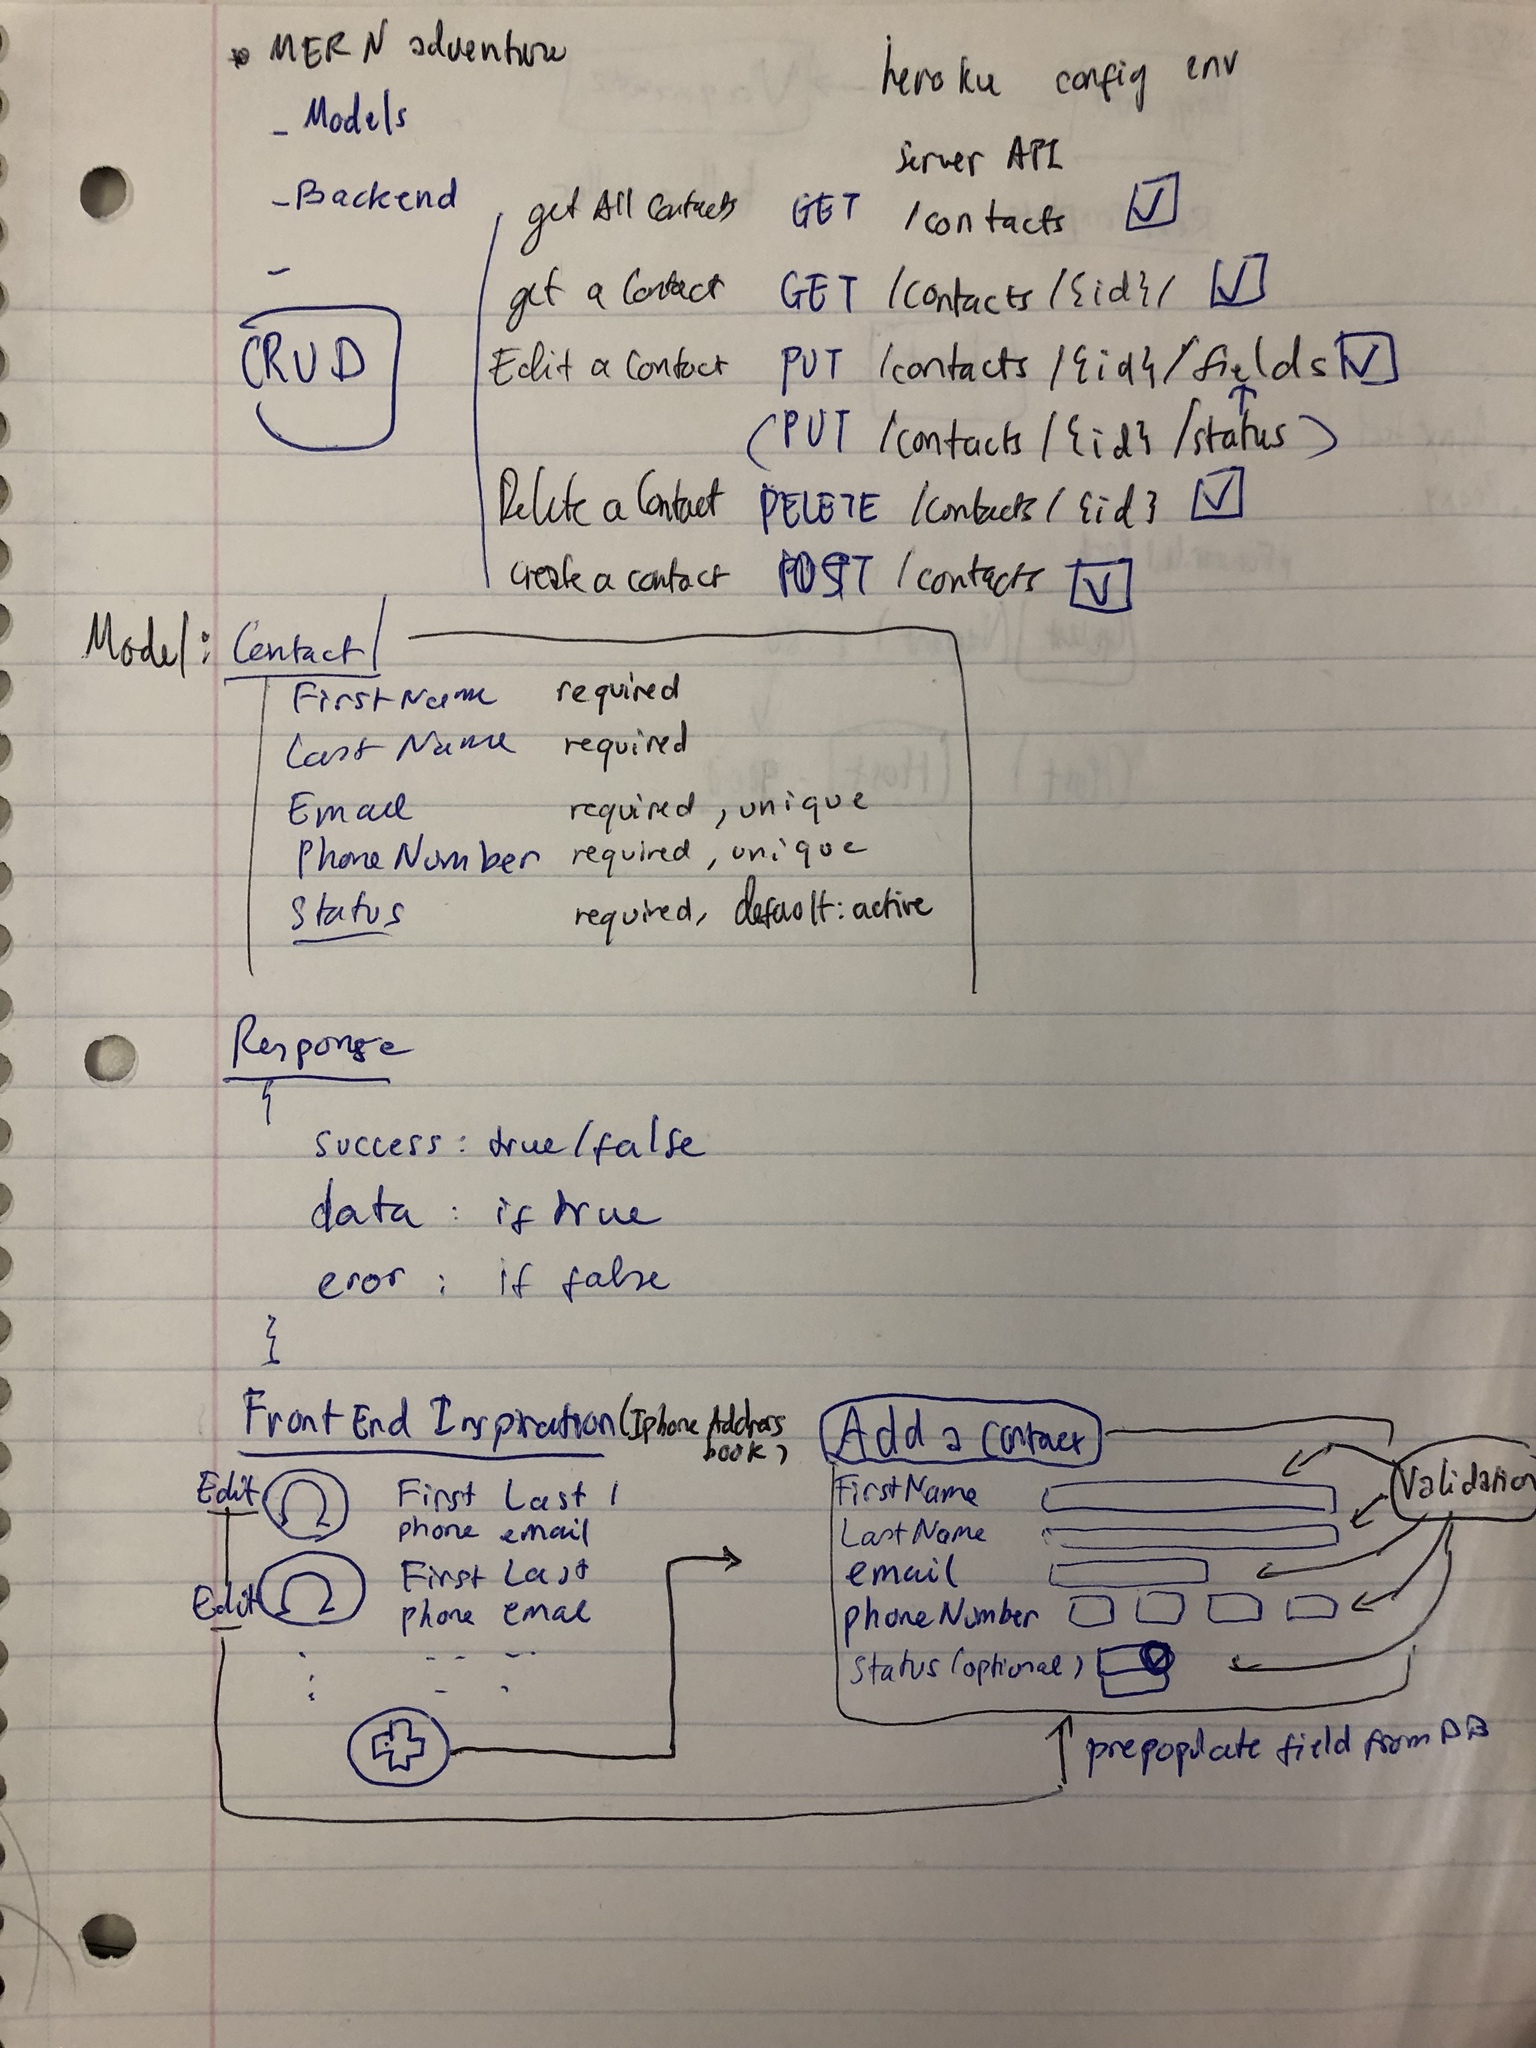 * MERN adventure
heroku config env
- Models
server API
- Backend
get All Contacts GET /contacts
-
get a Contact GET /contacts/{id}/
CRUD
Edit a Contact PUT /contacts/{id}/fields
(PUT /contacts/{id}/status)
Delete a Contact DELETE /contacts/{id}
create a contact POST /contacts
Model: Contact
FirstName required
Last Name required
Email required, unique
PhoneNumber required, unique
Status required, default: active
Response
{
success: true/false
data: if true
eror: if false
}
Front End Inspiration (Iphone Address
book)
Add a contact
Validation
Edit
First Last
phone email
Edit
First Last
phone emal
FirstName
LastName
email
phoneNumber
status (optional)
prepoplate field from DB